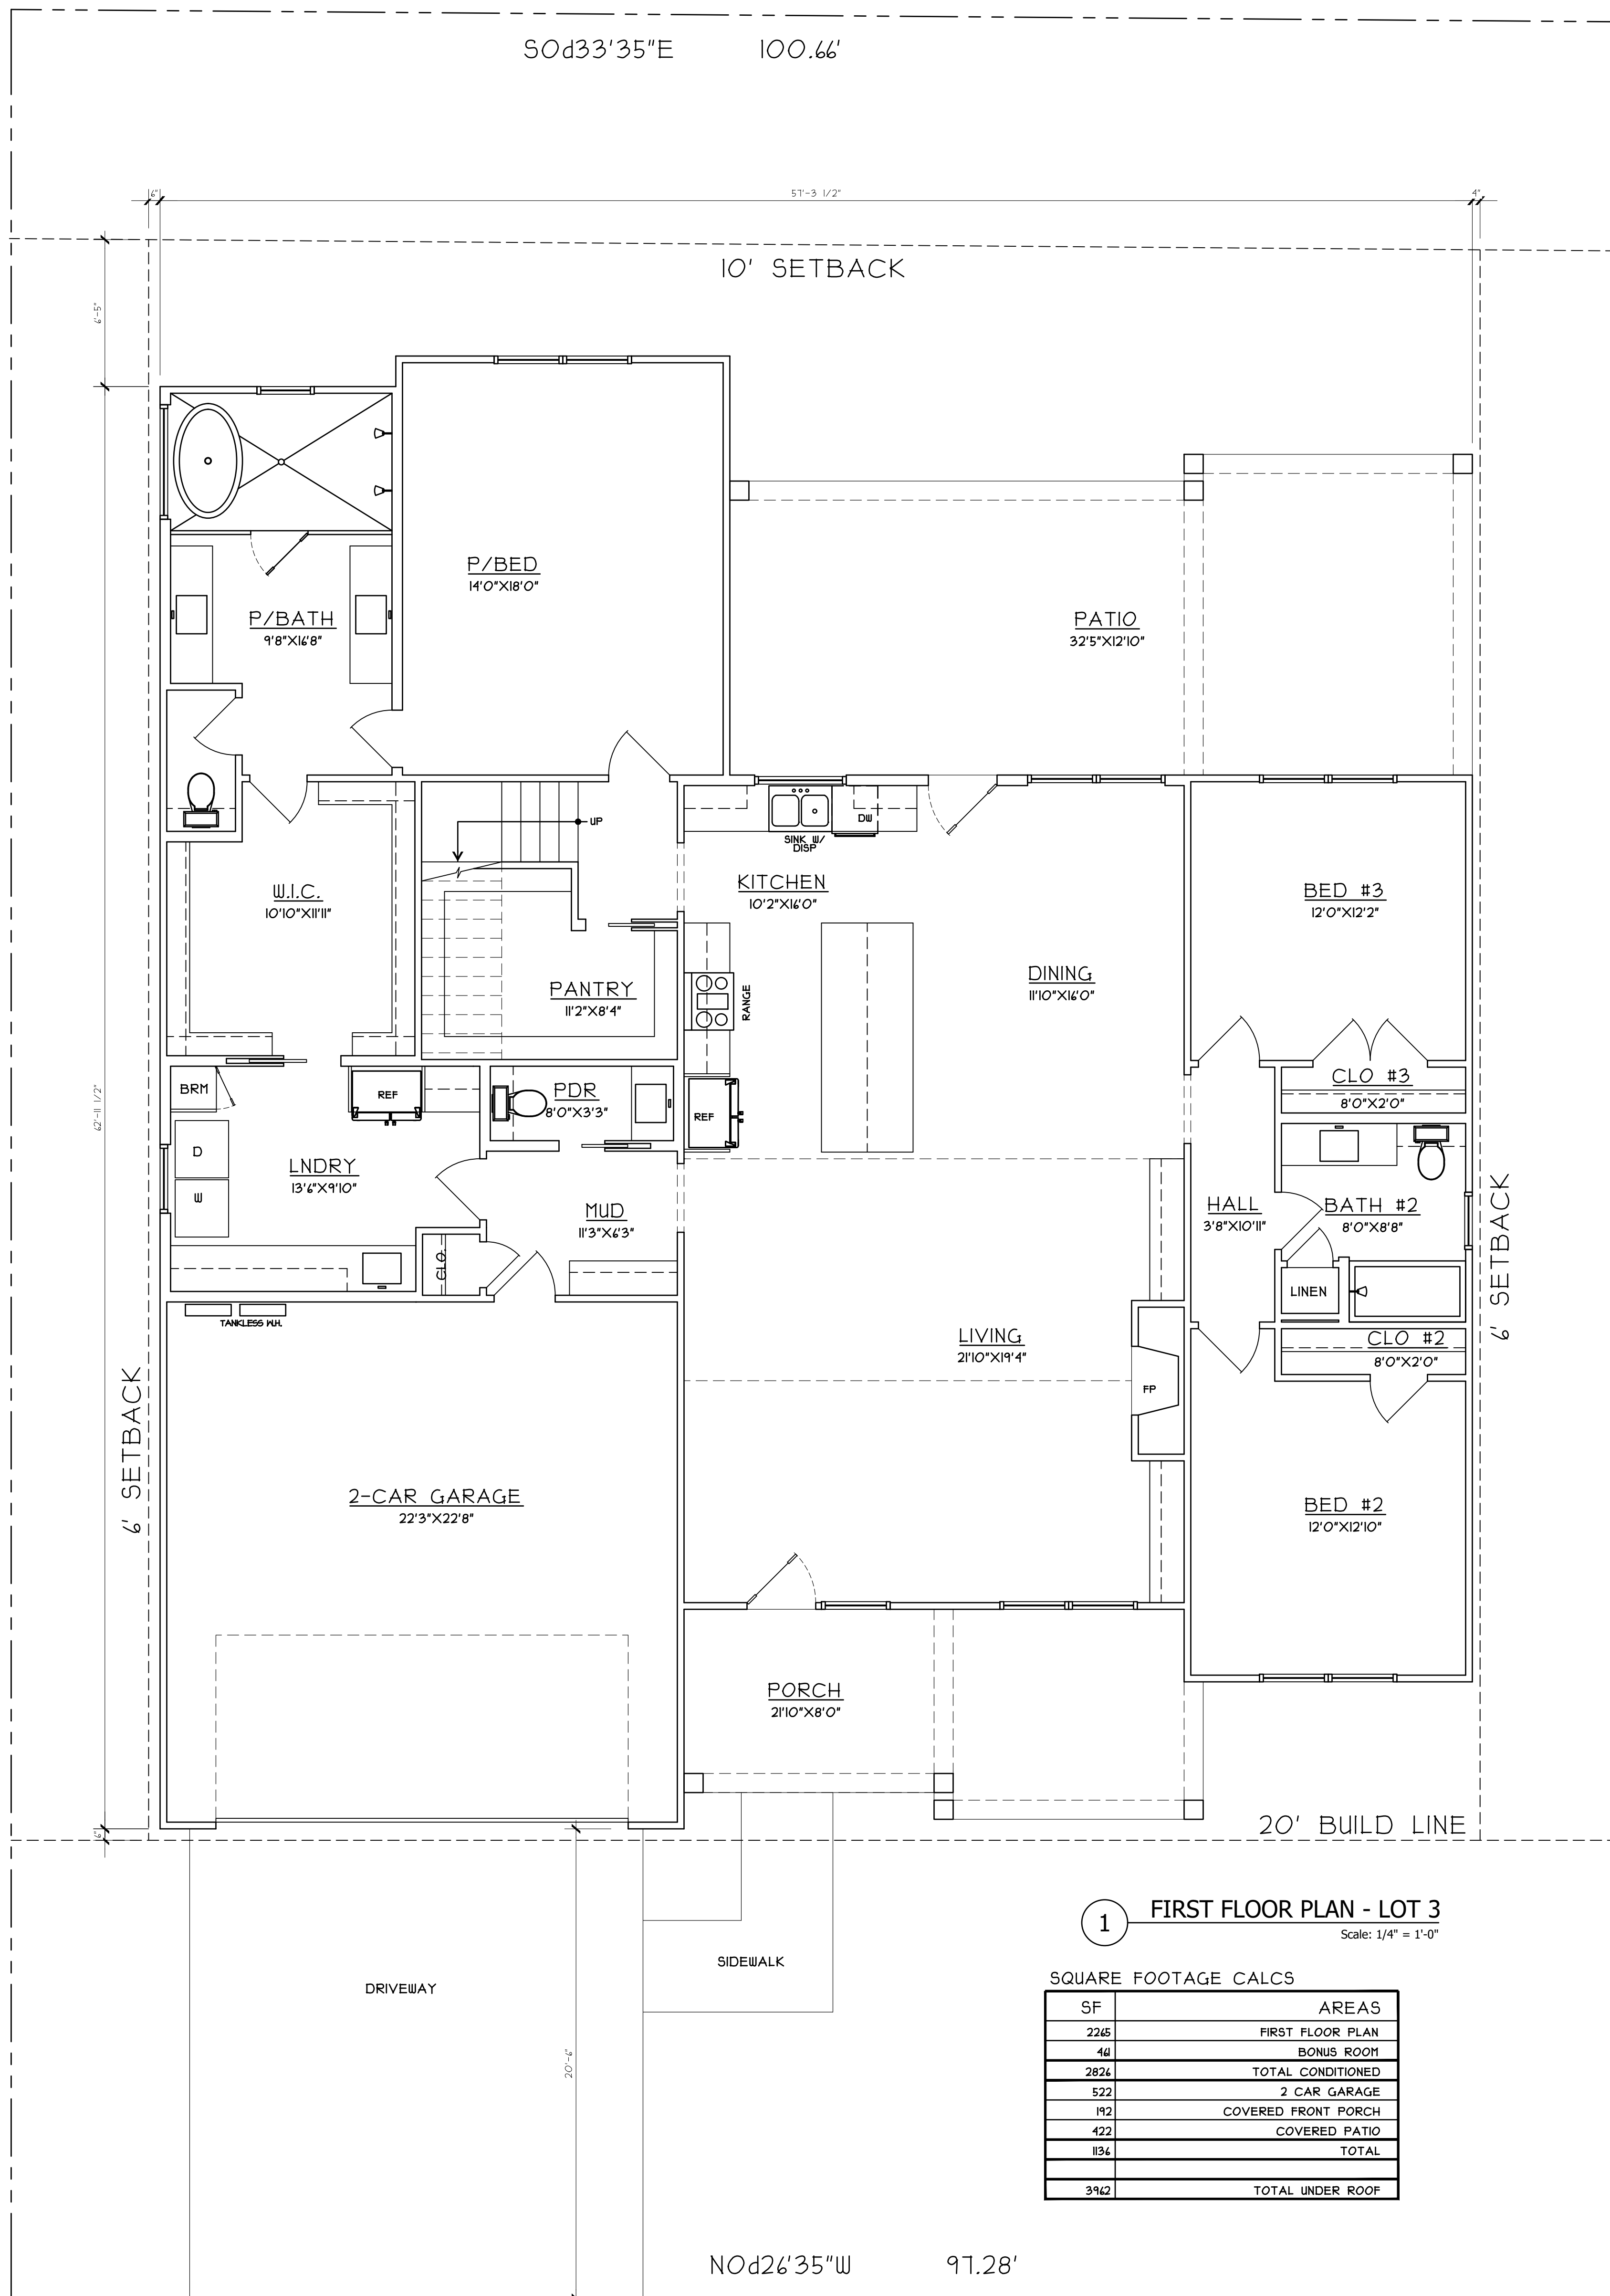 S0d33'35"E 100.66'
6" 57'-3 1/2" 4"
10' SETBACK
6'-5"
P/BED
14'0"X18'0"
P/BATH
9'8"X16'8"
PATIO
32'5"X12'10"
UP
DW
SINK W/
DISP
KITCHEN
10'2"X16'0"
W.I.C.
10'10"X11'11"
BED #3
12'0"X12'2"
DINING
11'10"X16'0"
PANTRY
11'2"X8'4"
RANGE
62'-11 1/2"
BRM
REF
PDR
8'0"X3'3"
REF
CLO #3
8'0"X2'0"
D
W
LNDRY
13'6"X9'10"
MUD
11'3"X6'3"
HALL
3'8"X10'11"
BATH #2
8'0"X8'8"
CLO.
LINEN
6' SETBACK
TANKLESS W.H.
LIVING
21'10"X19'4"
FP
CLO #2
8'0"X2'0"
6' SETBACK
2-CAR GARAGE
22'3"X22'8"
BED #2
12'0"X12'10"
PORCH
21'10"X8'0"
6"
20' BUILD LINE
DRIVEWAY
SIDEWALK
20'-6"
1 FIRST FLOOR PLAN - LOT 3
Scale: 1/4" = 1'-0"
SQUARE FOOTAGE CALCS
SF AREAS
2265 FIRST FLOOR PLAN
461 BONUS ROOM
2826 TOTAL CONDITIONED
522 2 CAR GARAGE
192 COVERED FRONT PORCH
422 COVERED PATIO
1136 TOTAL
3962 TOTAL UNDER ROOF
N0d26'35"W 97.28'